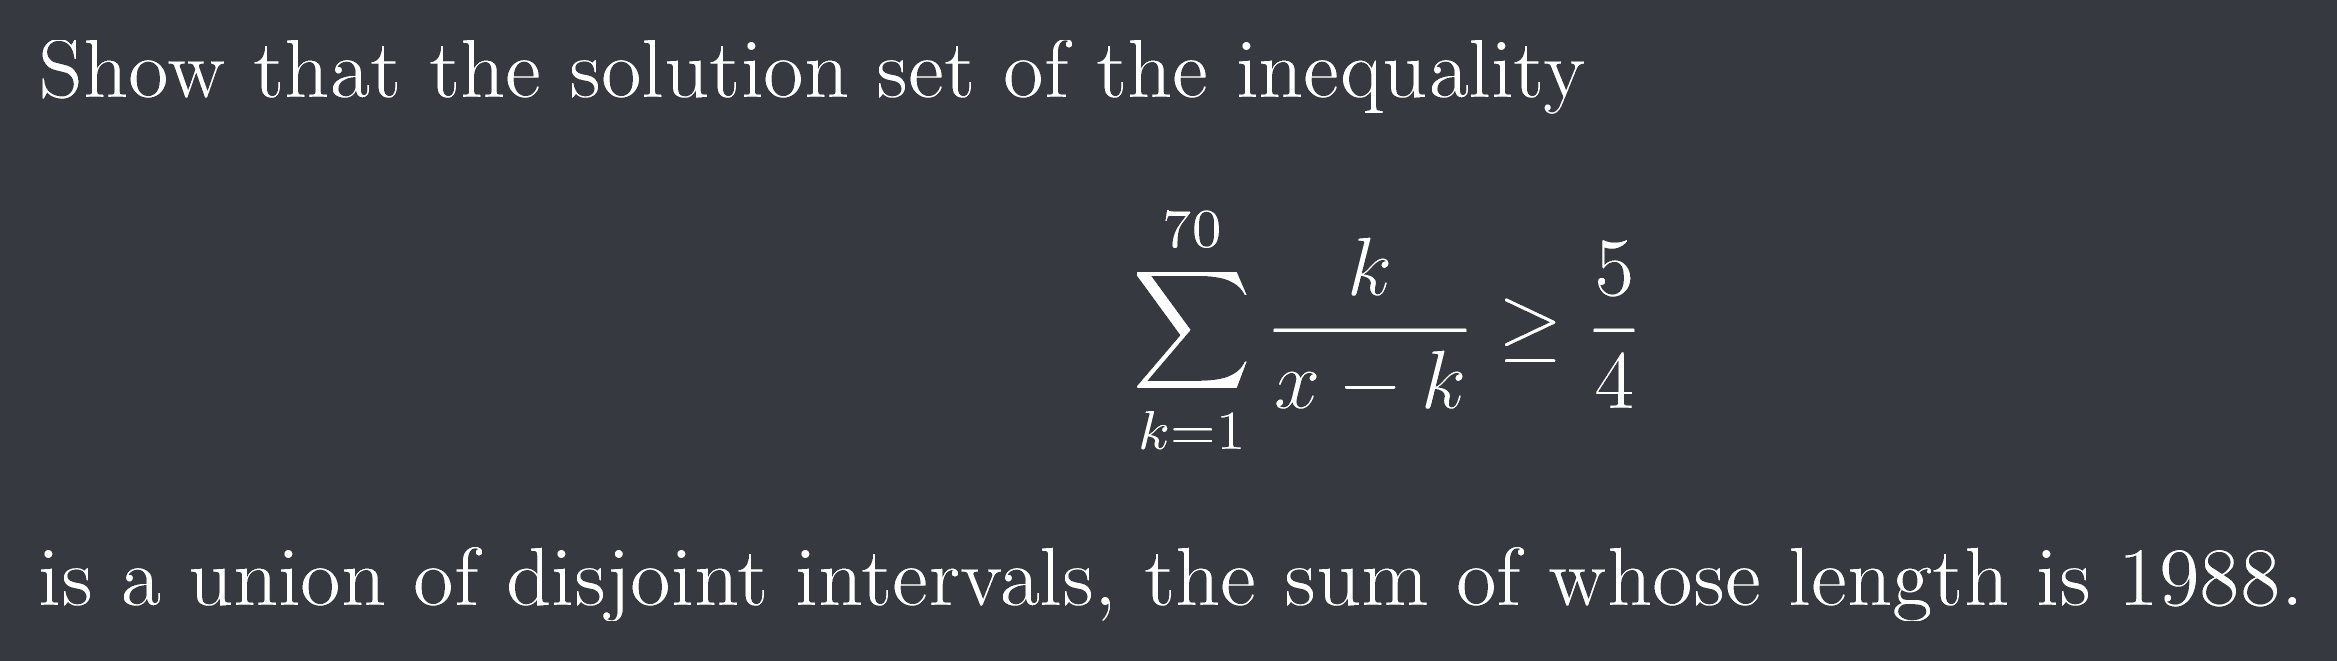 Show that the solution set of the inequality
\sum_{k=1}^{70} \frac{k}{x-k} \geq \frac{5}{4}
is a union of disjoint intervals, the sum of whose length is 1988.